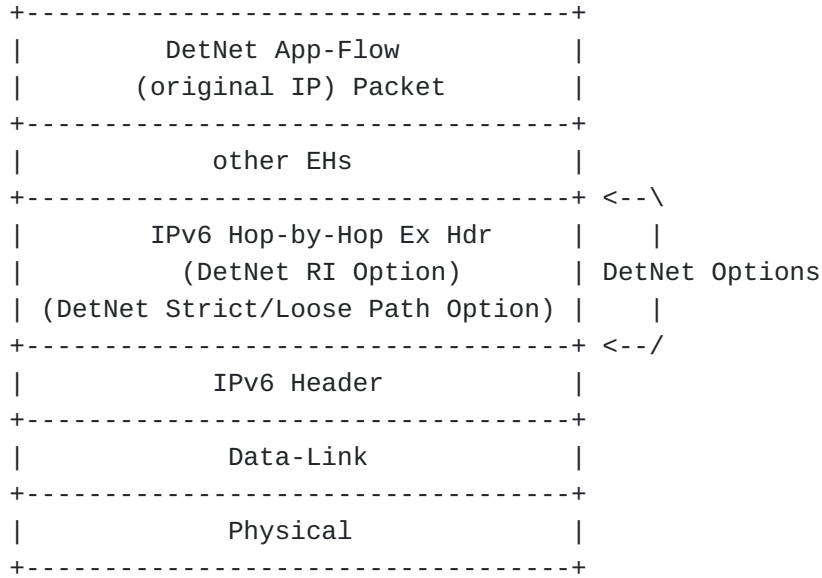 +-----------------------------------+
|         DetNet App-Flow           |
|       (original IP) Packet        |
+-----------------------------------+
|            other EHs              |
+-----------------------------------+ <--\
|        IPv6 Hop-by-Hop Ex Hdr     |    |
|          (DetNet RI Option)       | DetNet Options
| (DetNet Strict/Loose Path Option) |    |
+-----------------------------------+ <--/
|            IPv6 Header            |
+-----------------------------------+
|             Data-Link             |
+-----------------------------------+
|             Physical              |
+-----------------------------------+